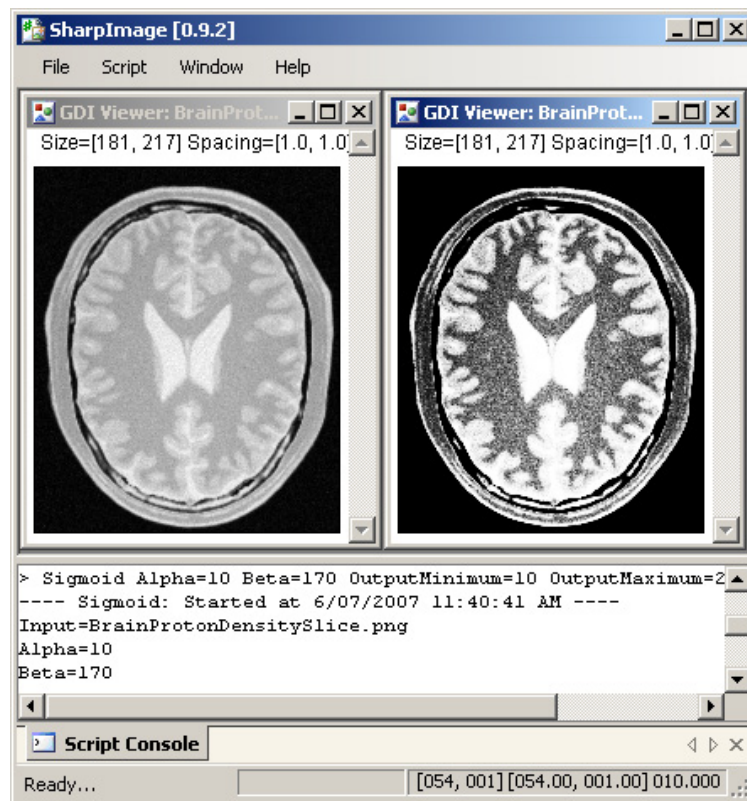 SharpImage [0.9.2]
File Script Window Help
GDI Viewer: BrainProt...
Size=[181, 217] Spacing=[1.0, 1.0]
GDI Viewer: BrainProt...
Size=[181, 217] Spacing=[1.0, 1.0]
> Sigmoid Alpha=10 Beta=170 OutputMinimum=10 OutputMaximum=2
---- Sigmoid: Started at 6/07/2007 11:40:41 AM ----
Input=BrainProtonDensitySlice.png
Alpha=10
Beta=170
Script Console
Ready... [054, 001] [054.00, 001.00] 010.000